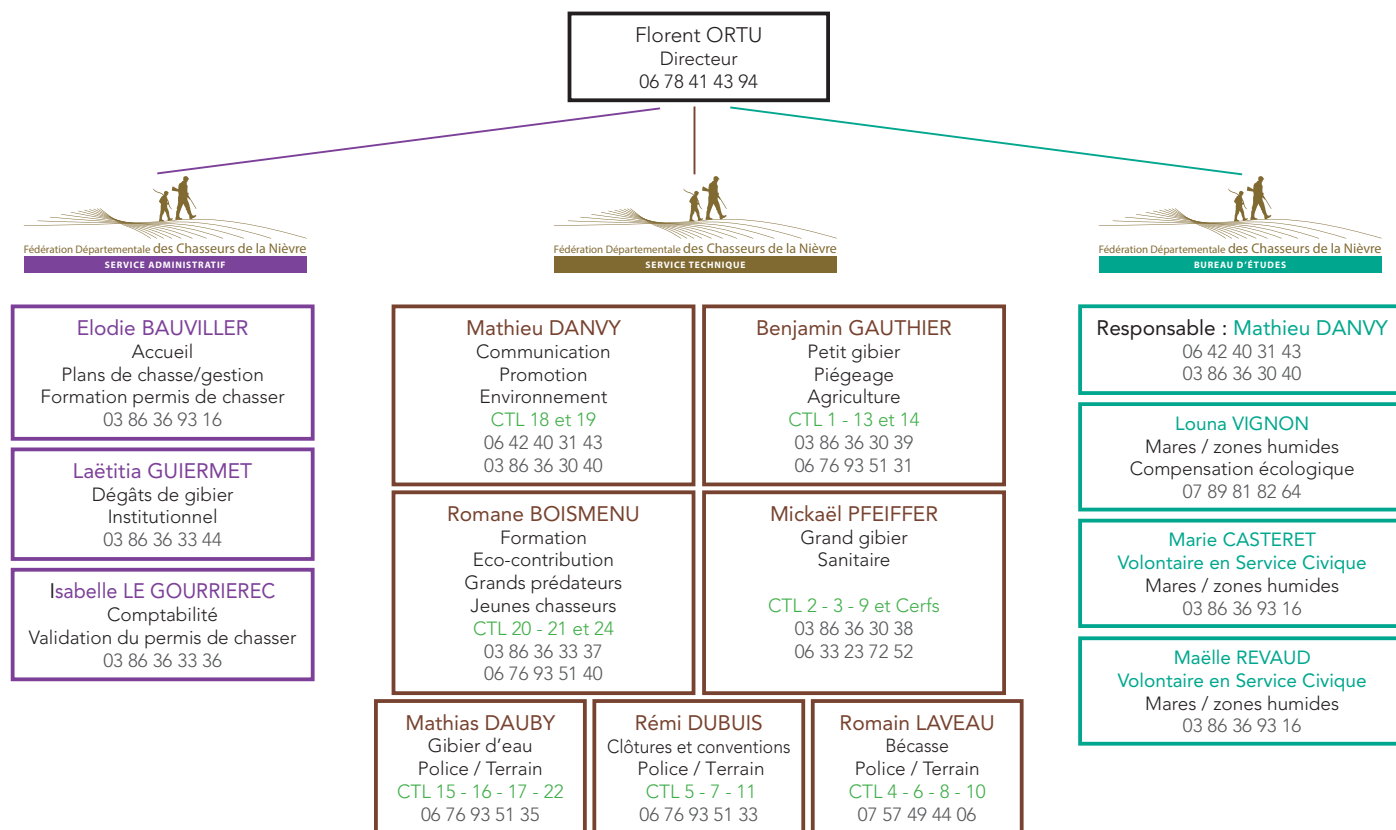 Florent ORTU
Directeur
06 78 41 43 94
Fédération Départementale des Chasseurs de la Nièvre
SERVICE ADMINISTRATIF
Fédération Départementale des Chasseurs de la Nièvre
SERVICE TECHNIQUE
Fédération Départementale des Chasseurs de la Nièvre
BUREAU D'ÉTUDES
Elodie BAUVILLER
Accueil
Plans de chasse/gestion
Formation permis de chasser
03 86 36 93 16
Laëtitia GUIERMET
Dégâts de gibier
Institutionnel
03 86 36 33 44
Isabelle LE GOURRIEREC
Comptabilité
Validation du permis de chasser
03 86 36 33 36
Mathieu DANVY
Communication
Promotion
Environnement
CTL 18 et 19
06 42 40 31 43
03 86 36 30 40
Benjamin GAUTHIER
Petit gibier
Piégeage
Agriculture
CTL 1 - 13 et 14
03 86 36 30 39
06 76 93 51 31
Romane BOISMENU
Formation
Eco-contribution
Grands prédateurs
Jeunes chasseurs
CTL 20 - 21 et 24
03 86 36 33 37
06 76 93 51 40
Mickaël PFEIFFER
Grand gibier
Sanitaire
CTL 2 - 3 - 9 et Cerfs
03 86 36 30 38
06 33 23 72 52
Mathias DAUBY
Gibier d'eau
Police / Terrain
CTL 15 - 16 - 17 - 22
06 76 93 51 35
Rémi DUBUIS
Clôtures et conventions
Police / Terrain
CTL 5 - 7 - 11
06 76 93 51 33
Romain LAVEAU
Bécasse
Police / Terrain
CTL 4 - 6 - 8 - 10
07 57 49 44 06
Responsable : Mathieu DANVY
06 42 40 31 43
03 86 36 30 40
Louna VIGNON
Mares / zones humides
Compensation écologique
07 89 81 82 64
Marie CASTERET
Volontaire en Service Civique
Mares / zones humides
03 86 36 93 16
Maëlle REVAUD
Volontaire en Service Civique
Mares / zones humides
03 86 36 93 16